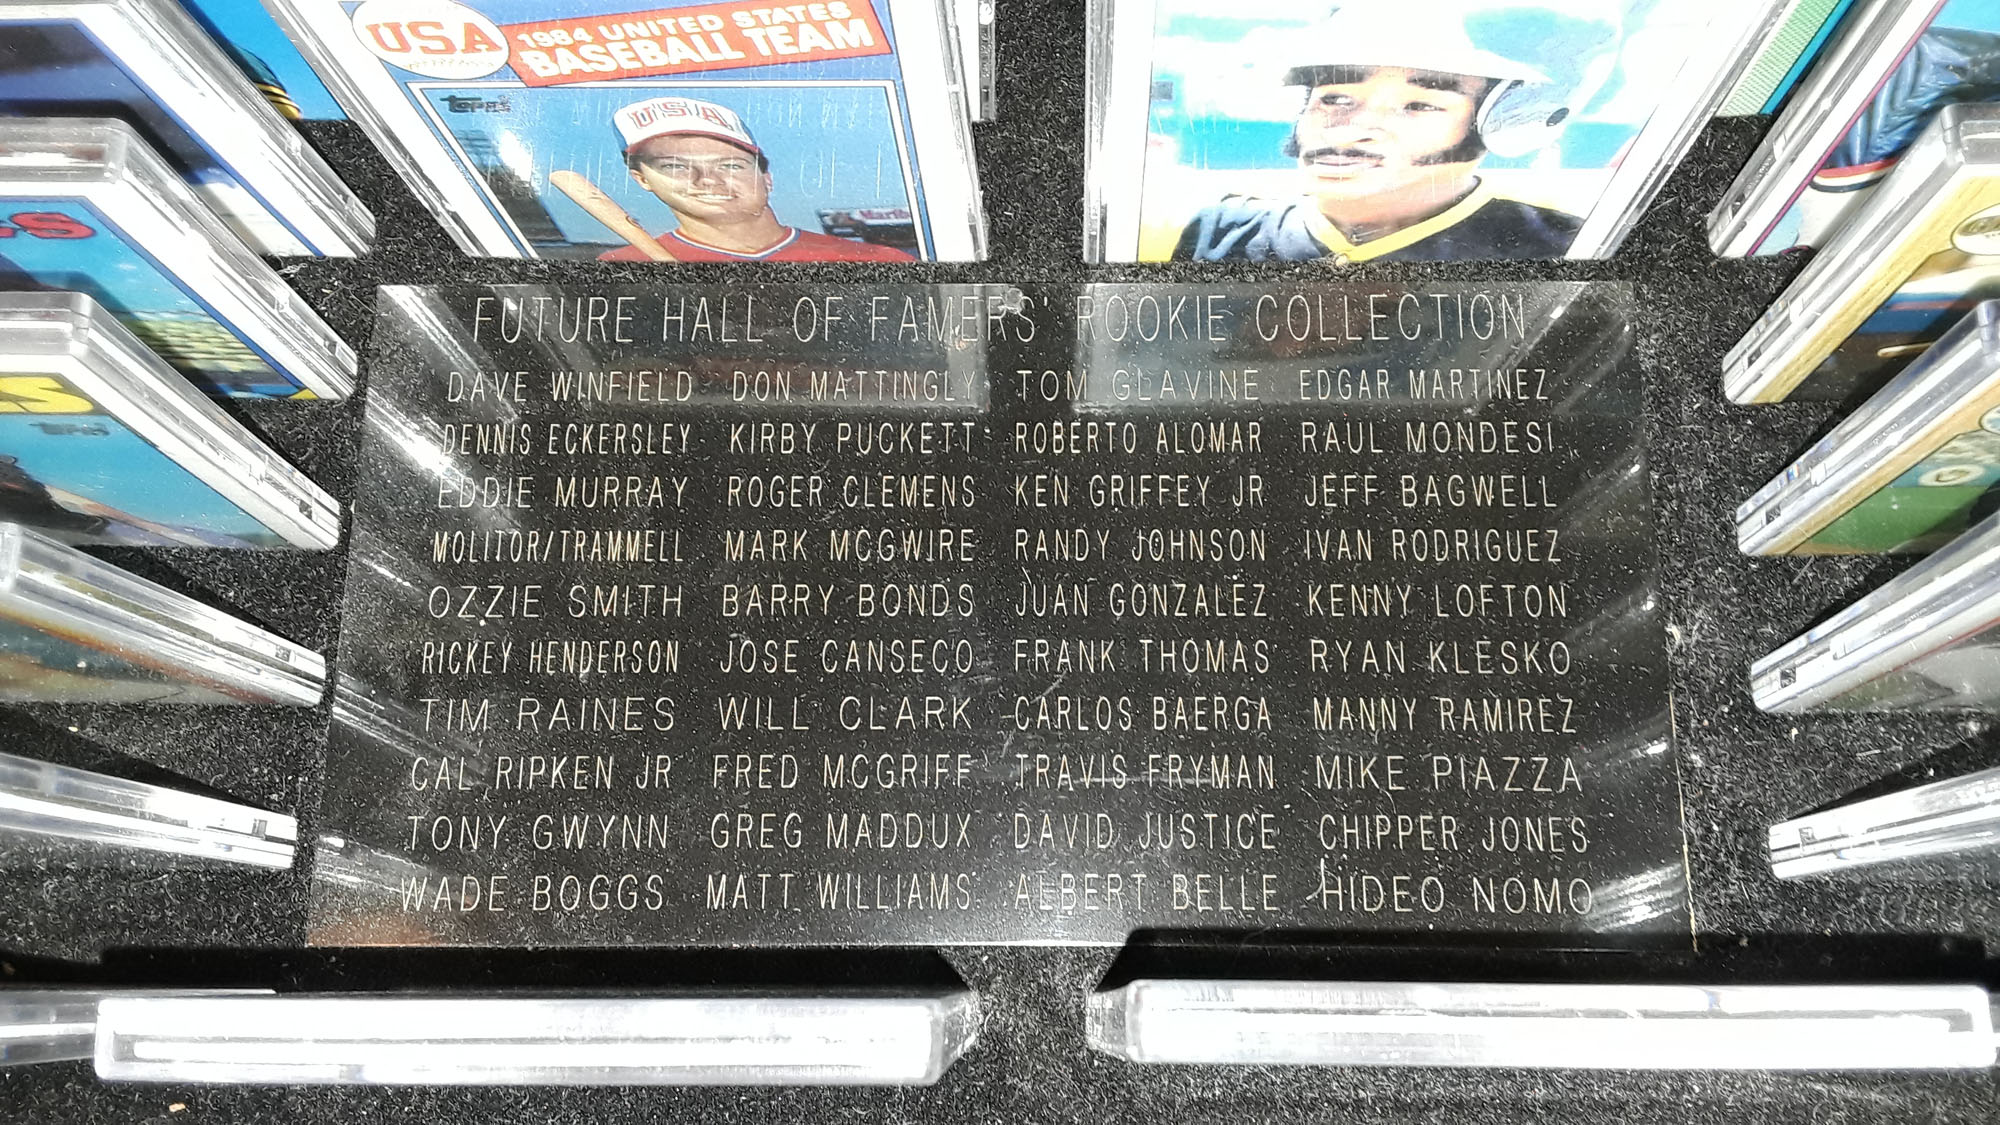 USA
1984 UNITED STATES
BASEBALL TEAM
TOPPS
USA
FUTURE HALL OF FAMERS' ROOKIE COLLECTION
DAVE WINFIELD DON MATTINGLY TOM GLAVINE EDGAR MARTINEZ
DENNIS ECKERSLEY KIRBY PUCKETT ROBERTO ALOMAR RAUL MONDESI
EDDIE MURRAY ROGER CLEMENS KEN GRIFFEY JR JEFF BAGWELL
MOLITOR/TRAMMELL MARK MCGWIRE RANDY JOHNSON IVAN RODRIGUEZ
OZZIE SMITH BARRY BONDS JUAN GONZALEZ KENNY LOFTON
RICKEY HENDERSON JOSE CANSECO FRANK THOMAS RYAN KLESKO
TIM RAINES WILL CLARK CARLOS BAERGA MANNY RAMIREZ
CAL RIPKEN JR FRED MCGRIFF TRAVIS FRYMAN MIKE PIAZZA
TONY GWYNN GREG MADDUX DAVID JUSTICE CHIPPER JONES
WADE BOGGS MATT WILLIAMS ALBERT BELLE HIDEO NOMO